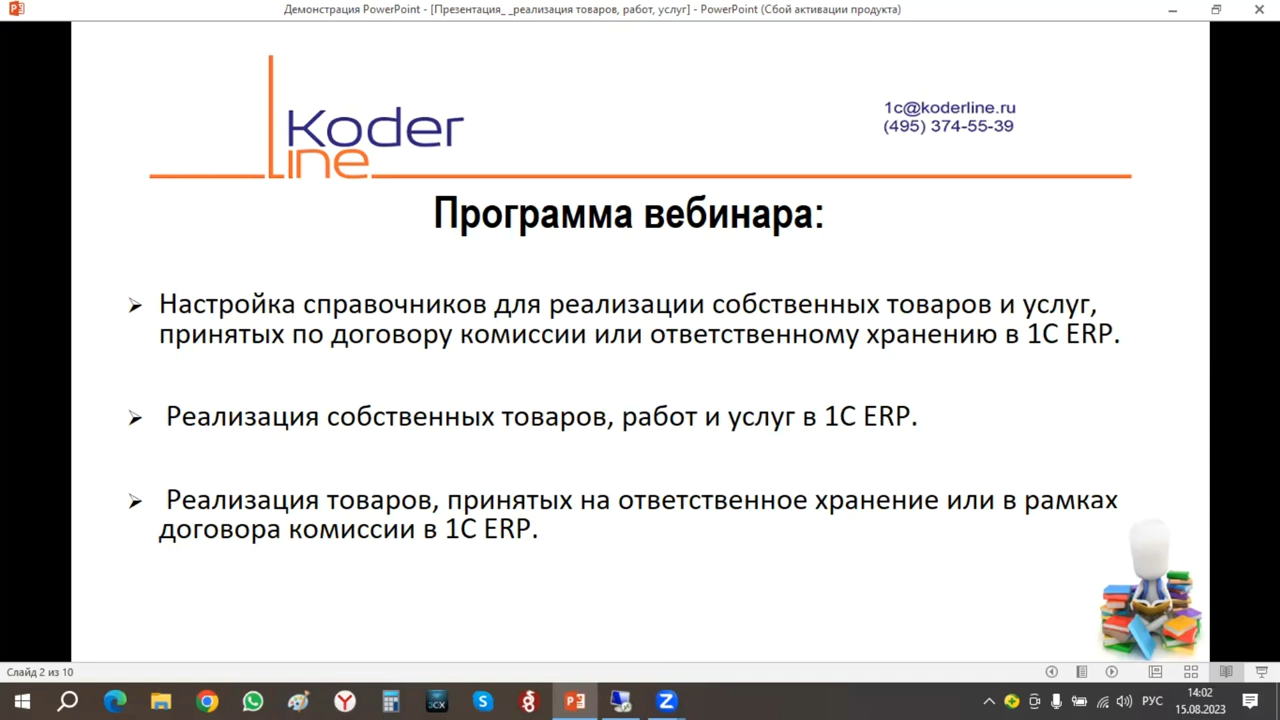 Демонстрация PowerPoint - [Презентация_ _реализация товаров, работ, услуг] - PowerPoint (Сбой активации продукта)
Koder
line
1c@koderline.ru
(495) 374-55-39
Программа вебинара:
Настройка справочников для реализации собственных товаров и услуг,
принятых по договору комиссии или ответственному хранению в 1С ERP.
Реализация собственных товаров, работ и услуг в 1С ERP.
Реализация товаров, принятых на ответственное хранение или в рамках
договора комиссии в 1С ERP.
Слайд 2 из 10
РУС
14:02
15.08.2023